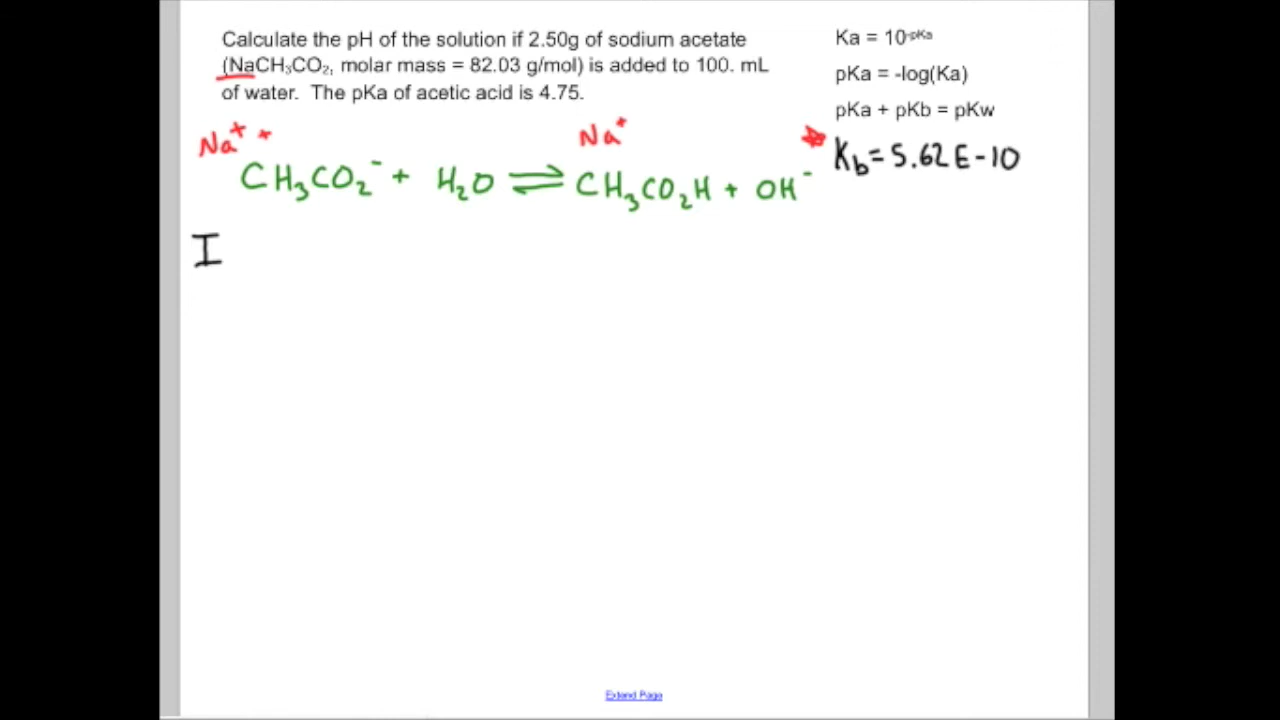 Calculate the pH of the solution if 2.50g of sodium acetate
(NaCH₃CO₂, molar mass = 82.03 g/mol) is added to 100. mL
of water. The pKa of acetic acid is 4.75.
Ka = 10⁻ᵖᴷᵃ
pKa = -log(Ka)
pKa + pKb = pKw
Kb = 5.62 E-10
Na⁺ + Na⁺
CH₃CO₂⁻ + H₂O ⇌ CH₃CO₂H + OH⁻
I
Extend Page